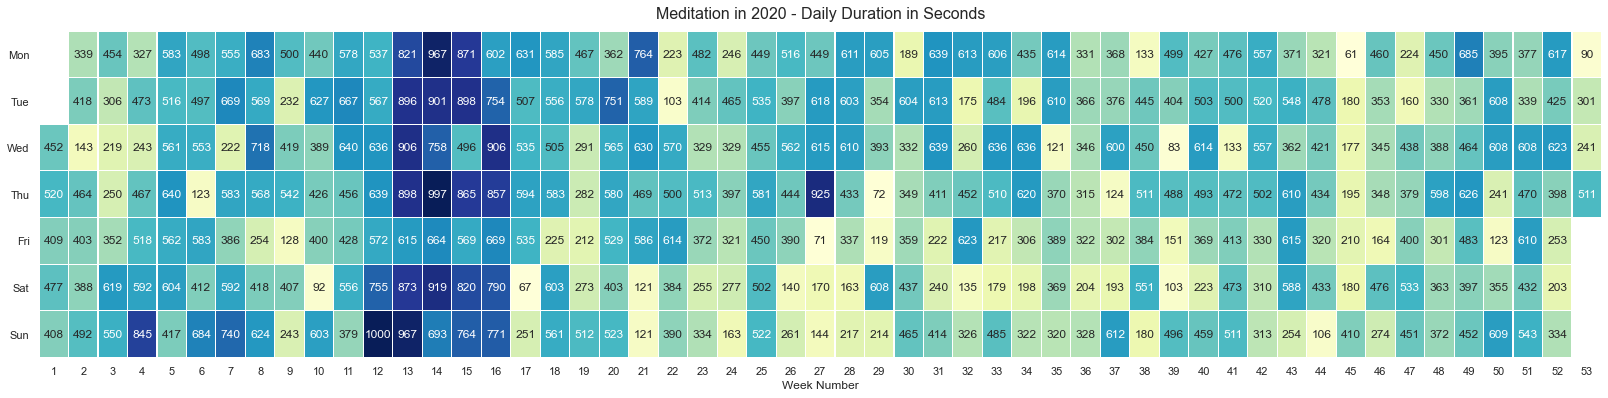 Meditation in 2020 - Daily Duration in Seconds
Mon 339 454 327 583 498 555 683 500 440 578 537 821 967 871 602 631 585 467 362 764 223 482 246 449 516 449 611 605 189 639 613 606 435 614 331 368 133 499 427 476 557 371 321 61 460 224 450 685 395 377 617 90
Tue 418 306 473 516 497 669 569 232 627 667 567 896 901 898 754 507 556 578 751 589 103 414 465 535 397 618 603 354 604 613 175 484 196 610 366 376 445 404 503 500 520 548 478 180 353 160 330 361 608 339 425 301
Wed 452 143 219 243 561 553 222 718 419 389 640 636 906 758 496 906 535 505 291 565 630 570 329 329 455 562 615 610 393 332 639 260 636 636 121 346 600 450 83 614 133 557 362 421 177 345 438 388 464 608 608 623 241
Thu 520 464 250 467 640 123 583 568 542 426 456 639 898 997 865 857 594 583 282 580 469 500 513 397 581 444 925 433 72 349 411 452 510 620 370 315 124 511 488 493 472 502 610 434 195 348 379 598 626 241 470 398 511
Fri 409 403 352 518 562 583 386 254 128 400 428 572 615 664 569 669 535 225 212 529 586 614 372 321 450 390 71 337 119 359 222 623 217 306 389 322 302 384 151 369 413 330 615 320 210 164 400 301 483 123 610 253
Sat 477 388 619 592 604 412 592 418 407 92 556 755 873 919 820 790 67 603 273 403 121 384 255 277 502 140 170 163 608 437 240 135 179 198 369 204 193 551 103 223 473 310 588 433 180 476 533 363 397 355 432 203
Sun 408 492 550 845 417 684 740 624 243 603 379 1000 967 693 764 771 251 561 512 523 121 390 334 163 522 261 144 217 214 465 414 326 485 322 320 328 612 180 496 459 511 313 254 106 410 274 451 372 452 609 543 334
1 2 3 4 5 6 7 8 9 10 11 12 13 14 15 16 17 18 19 20 21 22 23 24 25 26 27 28 29 30 31 32 33 34 35 36 37 38 39 40 41 42 43 44 45 46 47 48 49 50 51 52 53
Week Number